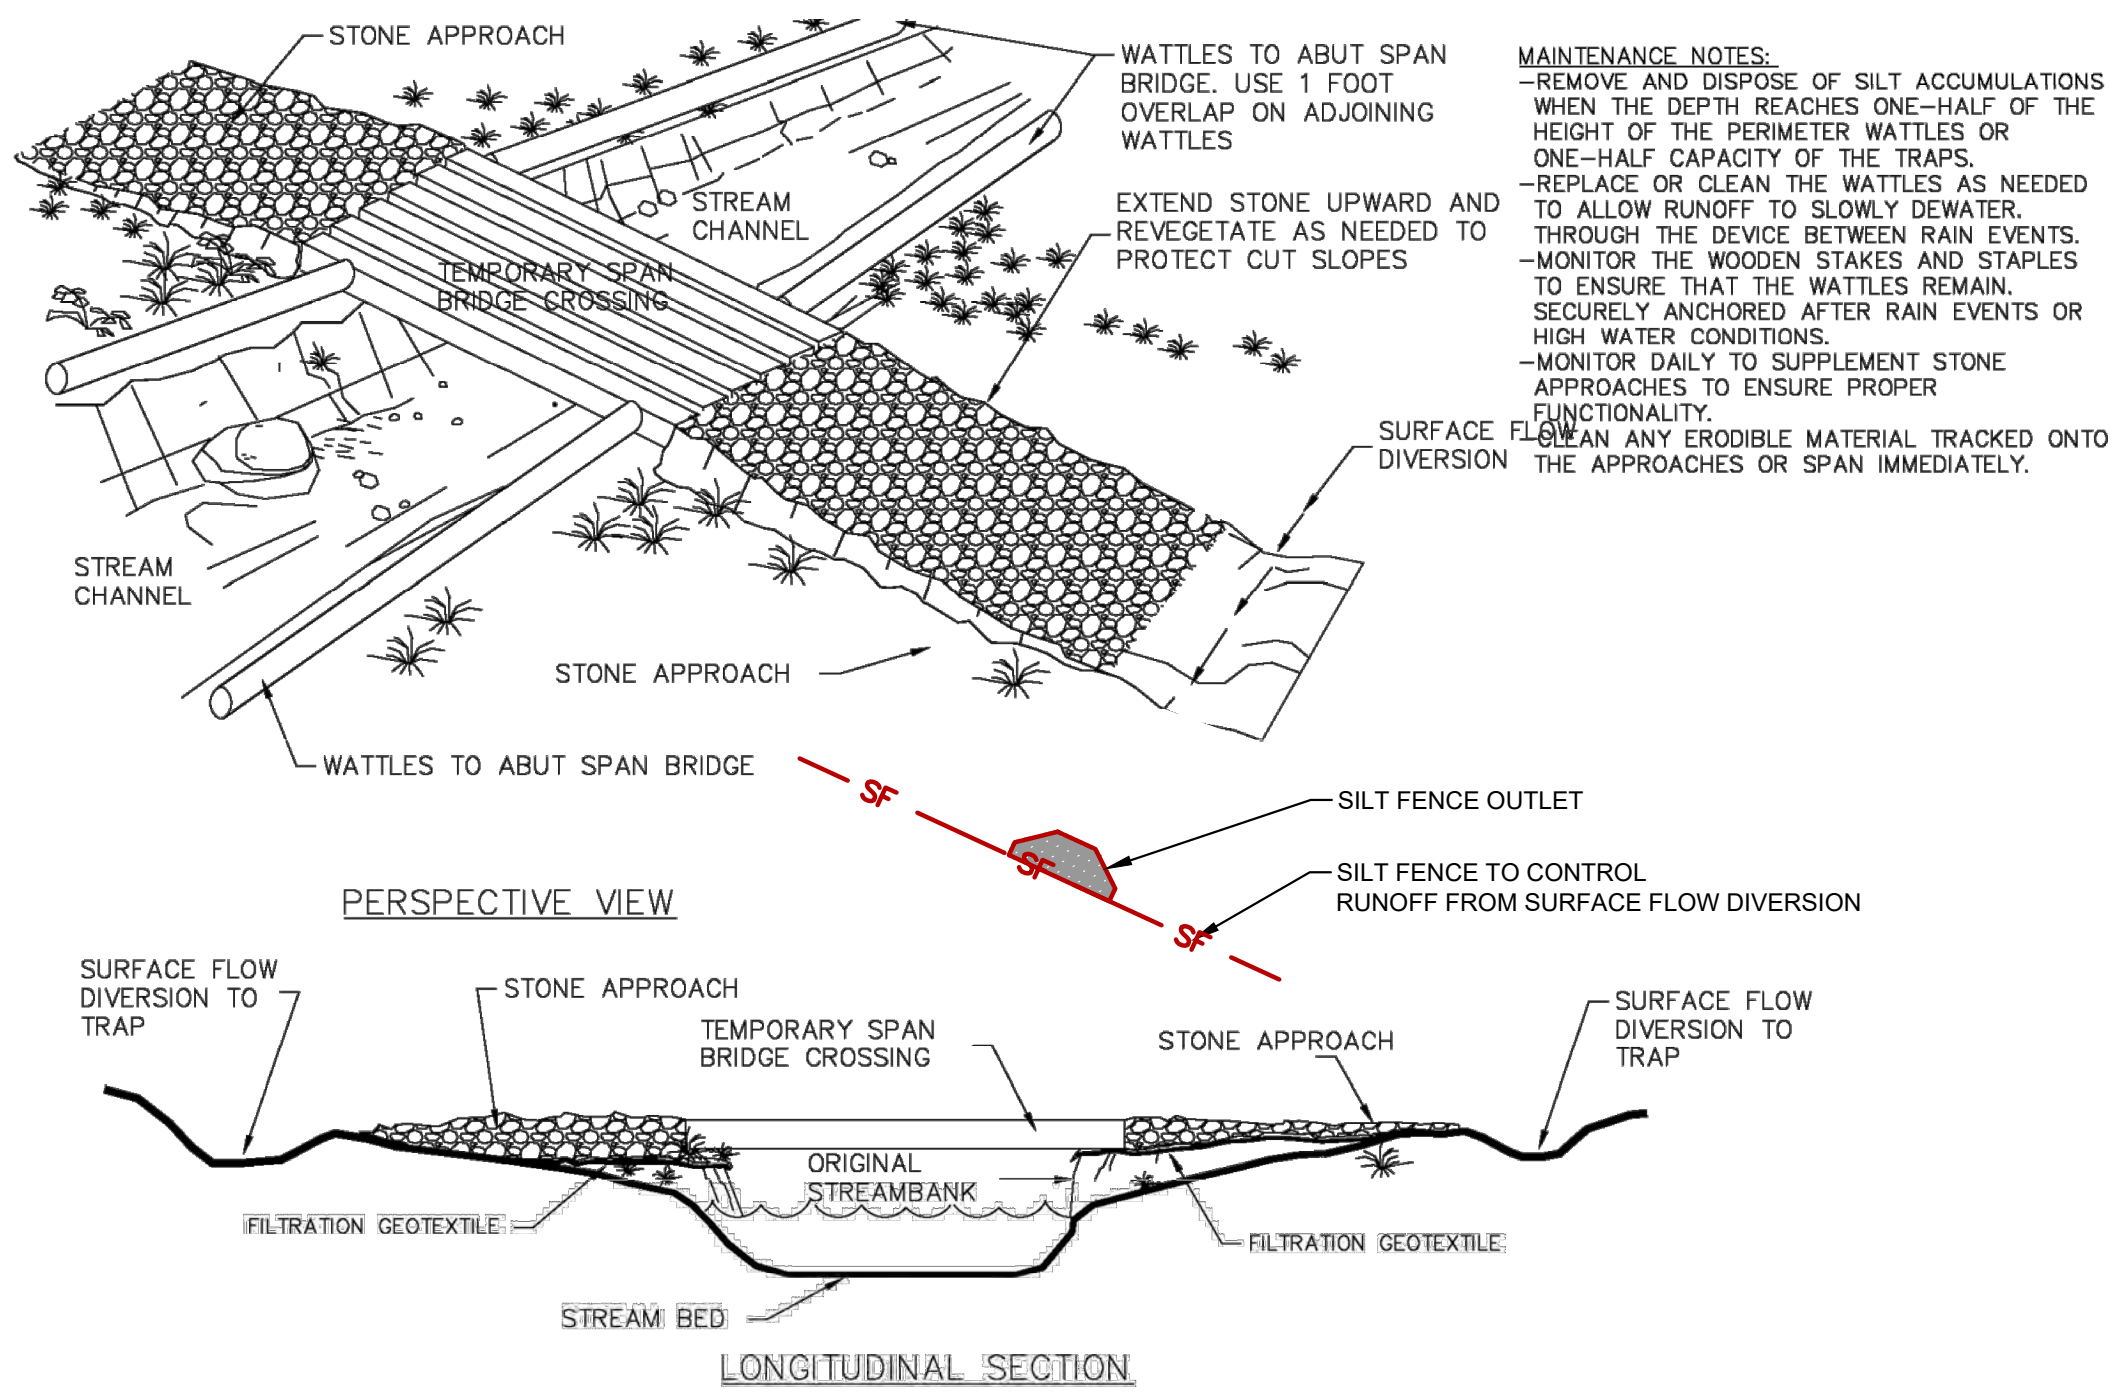 STONE APPROACH
WATTLES TO ABUT SPAN
BRIDGE. USE 1 FOOT
OVERLAP ON ADJOINING
WATTLES
EXTEND STONE UPWARD AND
REVEGETATE AS NEEDED TO
PROTECT CUT SLOPES
STREAM
CHANNEL
TEMPORARY SPAN
BRIDGE CROSSING
SURFACE FLOW
DIVERSION
STREAM
CHANNEL
STONE APPROACH
WATTLES TO ABUT SPAN BRIDGE
MAINTENANCE NOTES:
-REMOVE AND DISPOSE OF SILT ACCUMULATIONS
WHEN THE DEPTH REACHES ONE-HALF OF THE
HEIGHT OF THE PERIMETER WATTLES OR
ONE-HALF CAPACITY OF THE TRAPS.
-REPLACE OR CLEAN THE WATTLES AS NEEDED
TO ALLOW RUNOFF TO SLOWLY DEWATER.
THROUGH THE DEVICE BETWEEN RAIN EVENTS.
-MONITOR THE WOODEN STAKES AND STAPLES
TO ENSURE THAT THE WATTLES REMAIN.
SECURELY ANCHORED AFTER RAIN EVENTS OR
HIGH WATER CONDITIONS.
-MONITOR DAILY TO SUPPLEMENT STONE
APPROACHES TO ENSURE PROPER
FUNCTIONALITY.
-CLEAN ANY ERODIBLE MATERIAL TRACKED ONTO
THE APPROACHES OR SPAN IMMEDIATELY.
SF
SF
SF
SILT FENCE OUTLET
SILT FENCE TO CONTROL
RUNOFF FROM SURFACE FLOW DIVERSION
PERSPECTIVE VIEW
SURFACE FLOW
DIVERSION TO
TRAP
STONE APPROACH
TEMPORARY SPAN
BRIDGE CROSSING
STONE APPROACH
SURFACE FLOW
DIVERSION TO
TRAP
ORIGINAL
STREAMBANK
FILTRATION GEOTEXTILE
FILTRATION GEOTEXTILE
STREAM BED
LONGITUDINAL SECTION